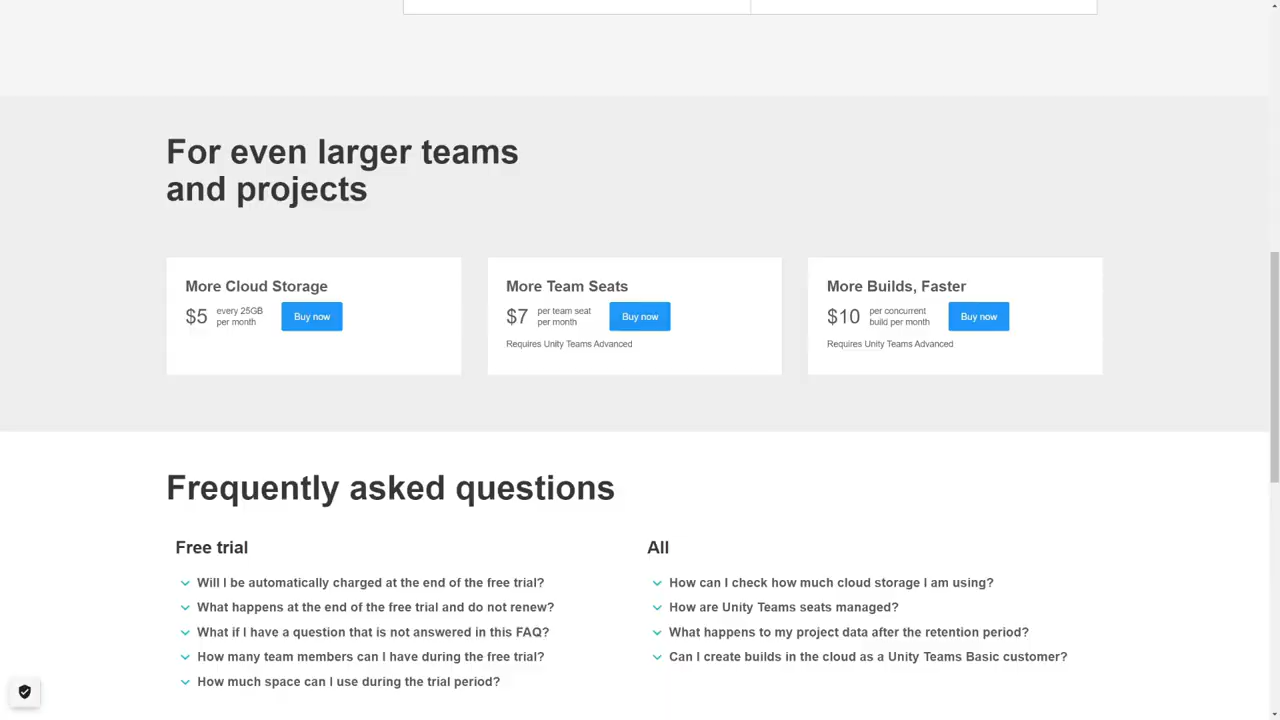 For even larger teams
and projects
More Cloud Storage
$5
every 25GB
per month
Buy now
More Team Seats
$7
per team seat
per month
Buy now
Requires Unity Teams Advanced
More Builds, Faster
$10
per concurrent
build per month
Buy now
Requires Unity Teams Advanced
Frequently asked questions
Free trial
Will I be automatically charged at the end of the free trial?
What happens at the end of the free trial and do not renew?
What if I have a question that is not answered in this FAQ?
How many team members can I have during the free trial?
How much space can I use during the trial period?
All
How can I check how much cloud storage I am using?
How are Unity Teams seats managed?
What happens to my project data after the retention period?
Can I create builds in the cloud as a Unity Teams Basic customer?